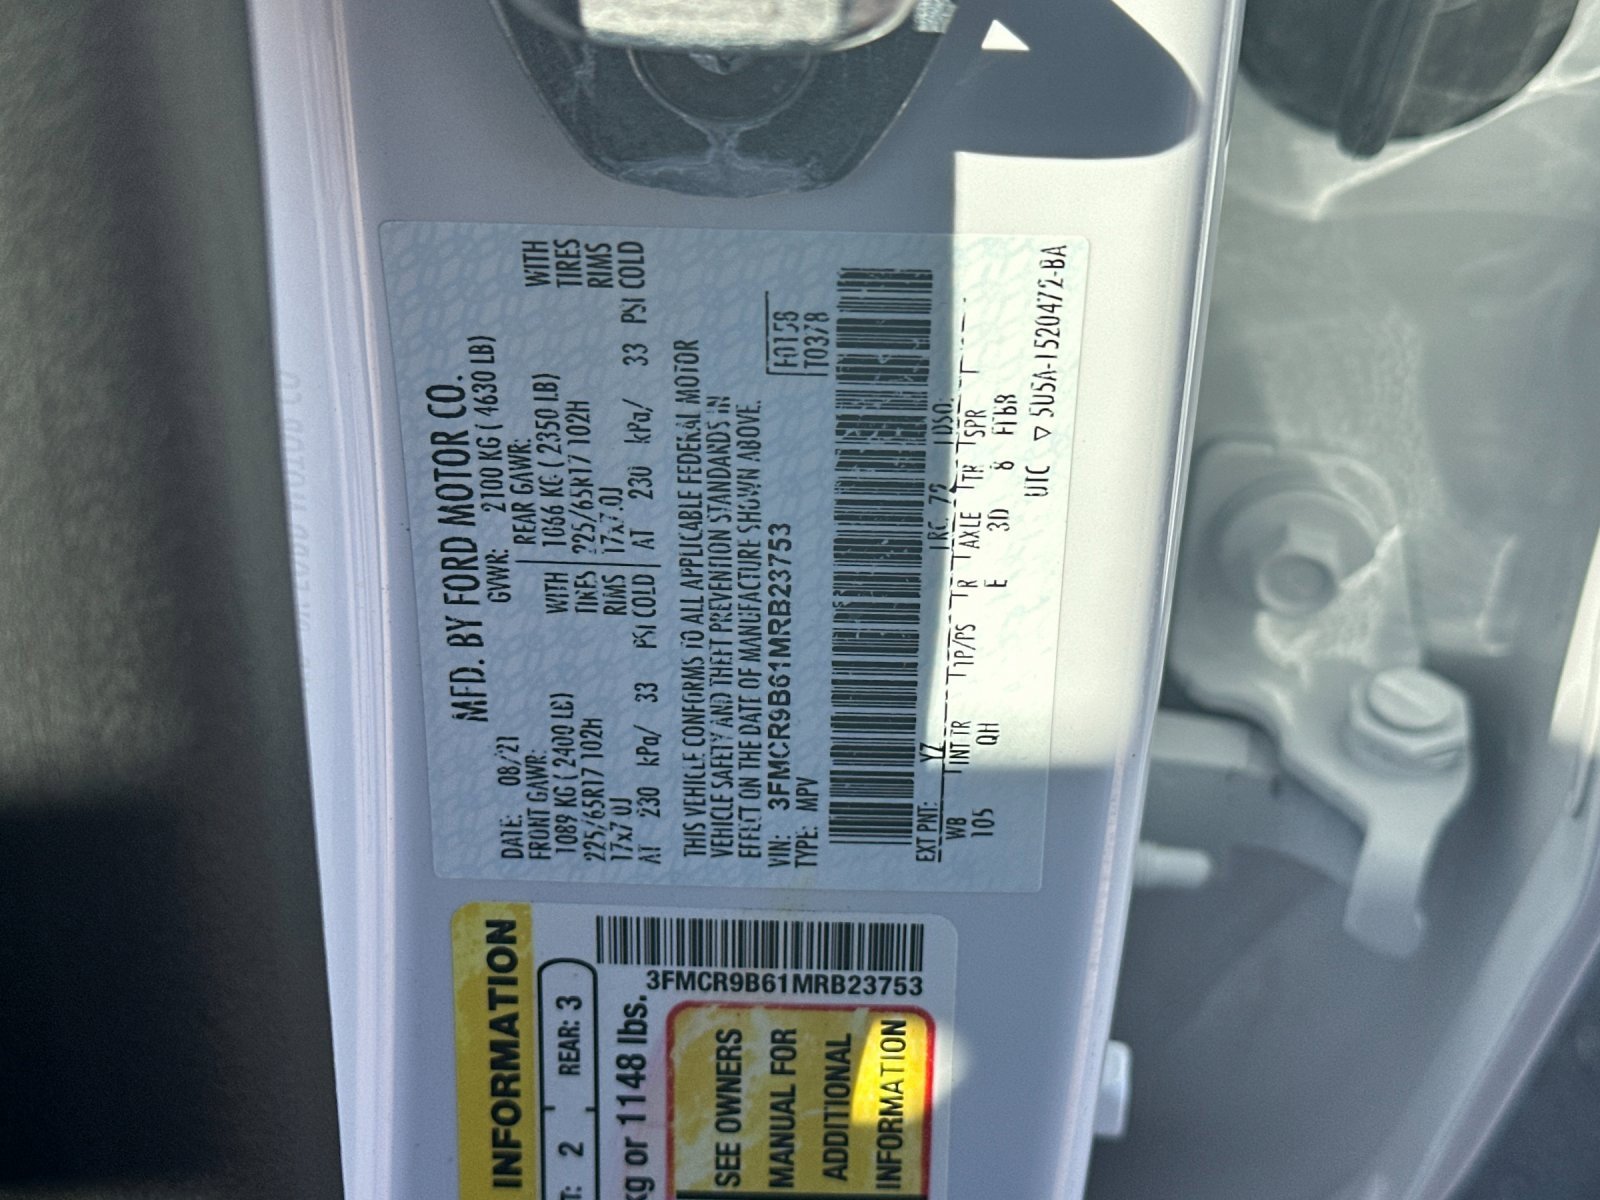 MFD. BY FORD MOTOR CO.
DATE: 08/21 GVWR: 2100 KG ( 4630 LB)
FRONT GAWR: REAR GAWR:
1089 KG ( 2400 LB) WITH 1066 KG ( 2350 LB) WITH
225/65R17 102H TIRES 225/65R17 102H TIRES
17x7.0J RIMS 17x7.0J RIMS
AT 230 kPa/ 33 PSI COLD AT 230 kPa/ 33 PSI COLD
THIS VEHICLE CONFORMS TO ALL APPLICABLE FEDERAL MOTOR
VEHICLE SAFETY AND THEFT PREVENTION STANDARDS IN
EFFECT ON THE DATE OF MANUFACTURE SHOWN ABOVE.
VIN: 3FMCR9B61MRB23753 F0158
TYPE: MPV T0378
EXT PNT: YZ RC: 72 DSO:
WB INT TR TP/PS R AXLE TR SPR
105 QH E 3D 8
UTC ▽ 5U5A-1520472-BA
INFORMATION
2 REAR: 3
kg or 1148 lbs.
3FMCR9B61MRB23753
SEE OWNERS
MANUAL FOR
ADDITIONAL
INFORMATION